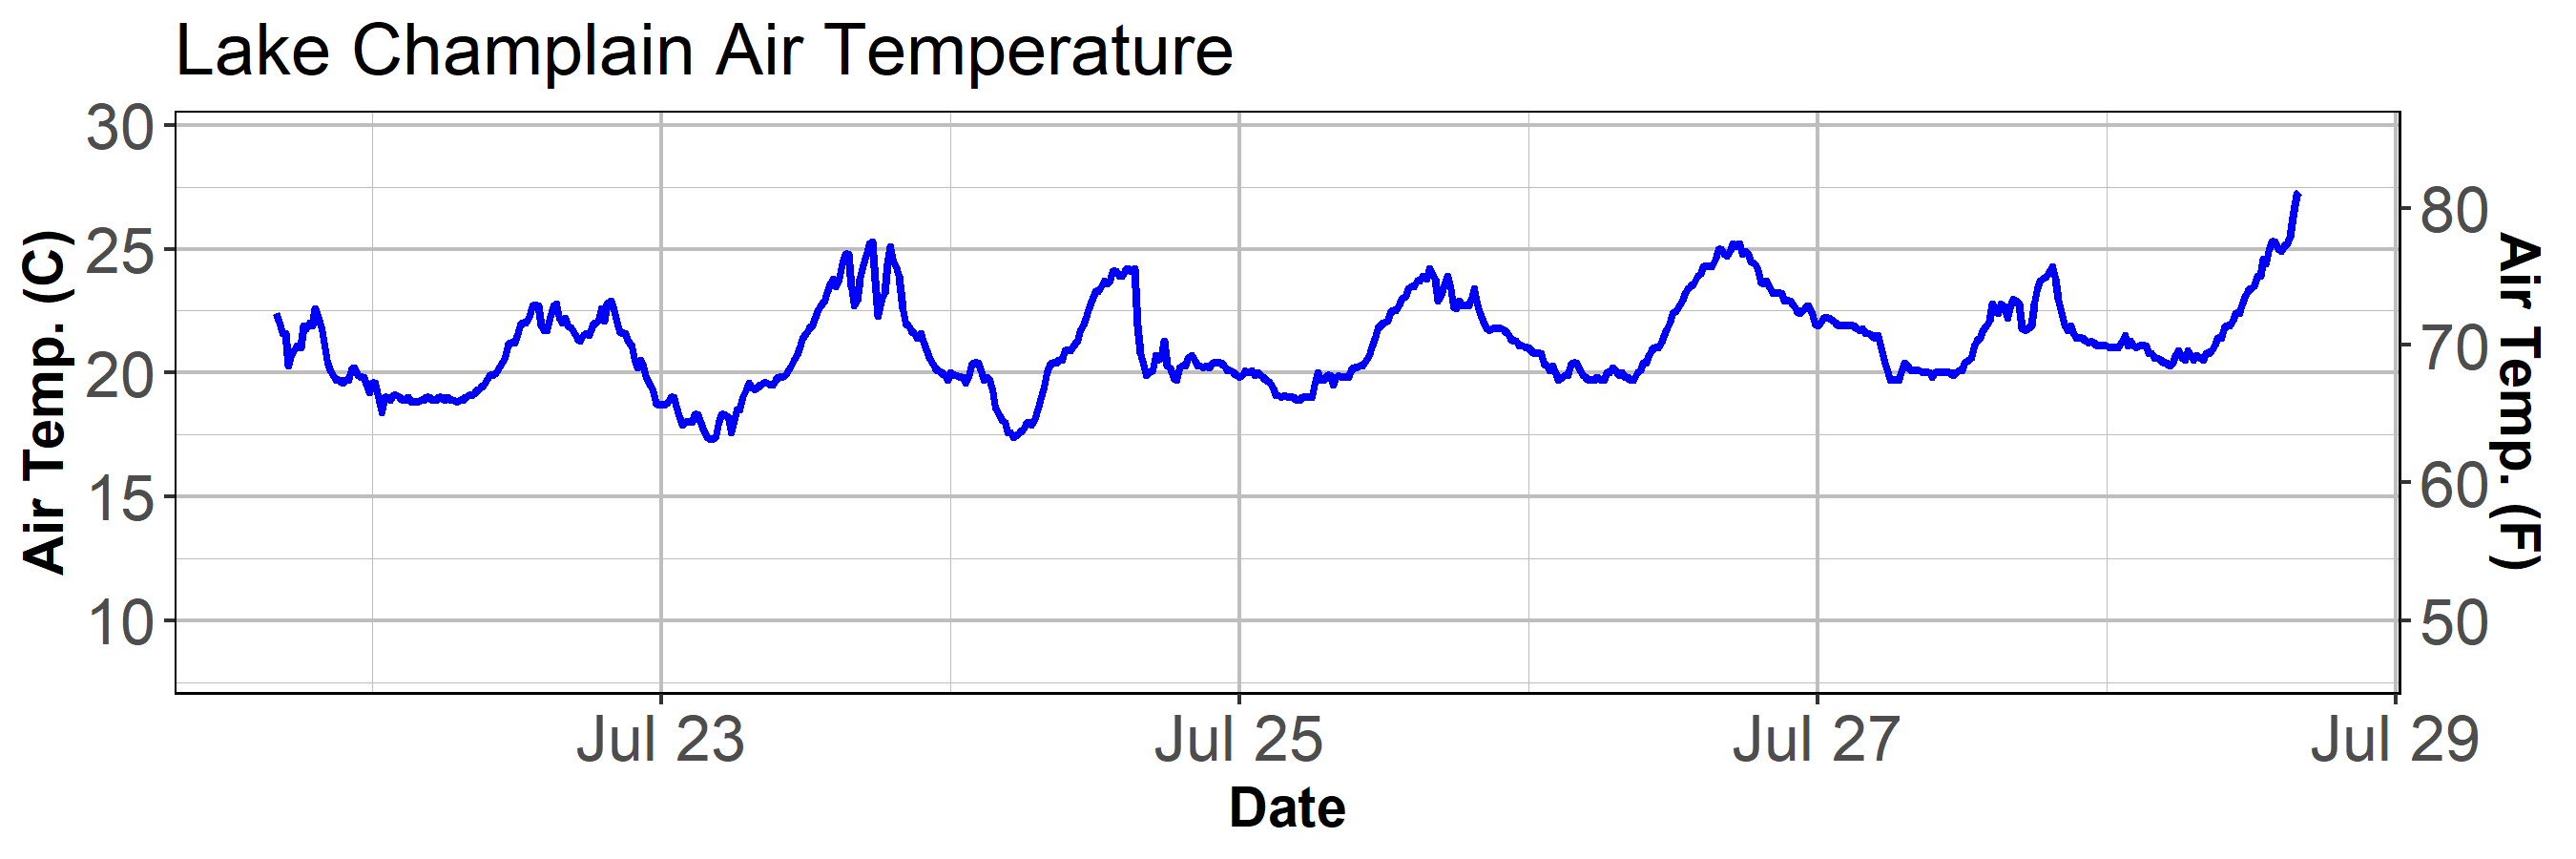 Lake Champlain Air Temperature
30
25
20
15
10
Air Temp. (C)
80
70
60
50
Air Temp. (F)
Jul 23 Jul 25 Jul 27 Jul 29
Date